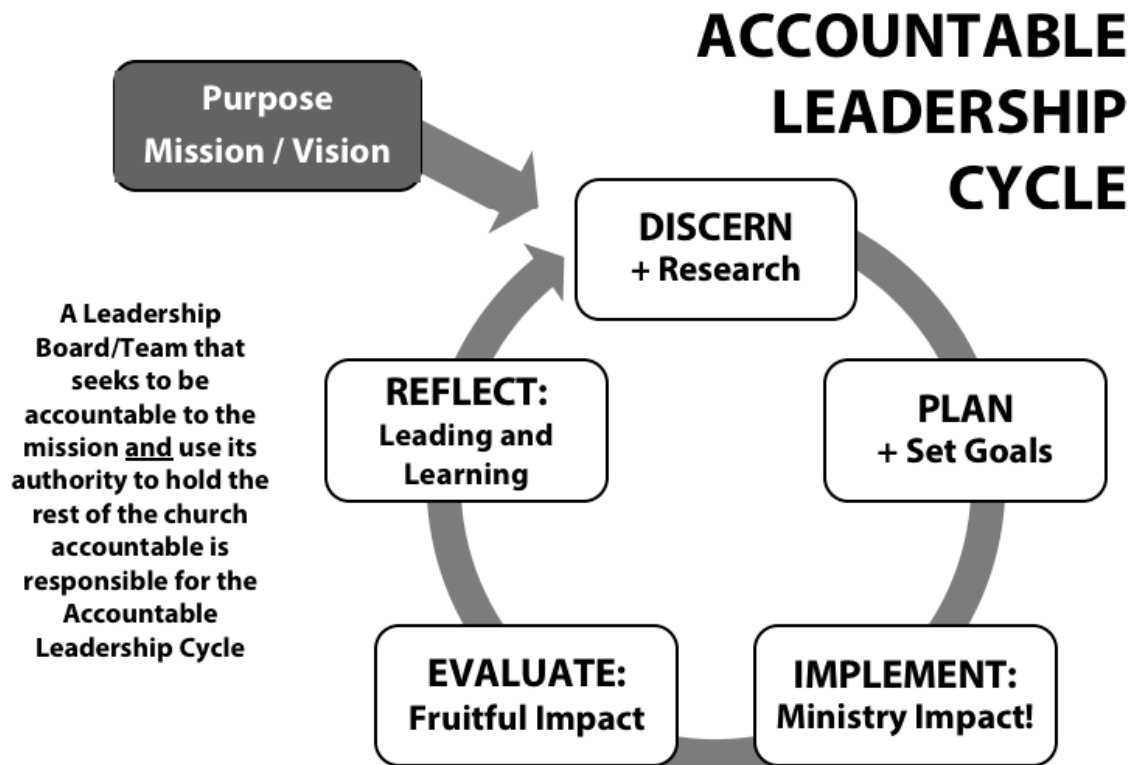 ACCOUNTABLE
LEADERSHIP
CYCLE
Purpose
Mission / Vision
DISCERN
+ Research
PLAN
+ Set Goals
IMPLEMENT:
Ministry Impact!
EVALUATE:
Fruitful Impact
REFLECT:
Leading and
Learning
A Leadership
Board/Team that
seeks to be
accountable to the
mission and use its
authority to hold the
rest of the church
accountable is
responsible for the
Accountable
Leadership Cycle